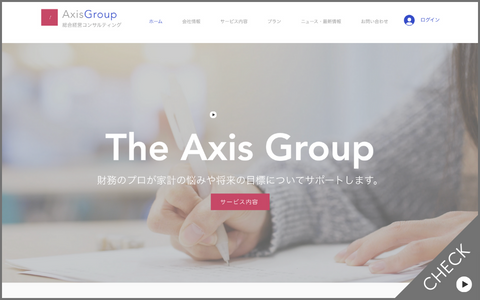 AxisGroup
総合経営コンサルティング
ホーム
会社情報
サービス内容
プラン
ニュース・最新情報
お問い合わせ
ログイン
The Axis Group
財務のプロが家計の悩みや将来の目標についてサポートします。
サービス内容
CHECK